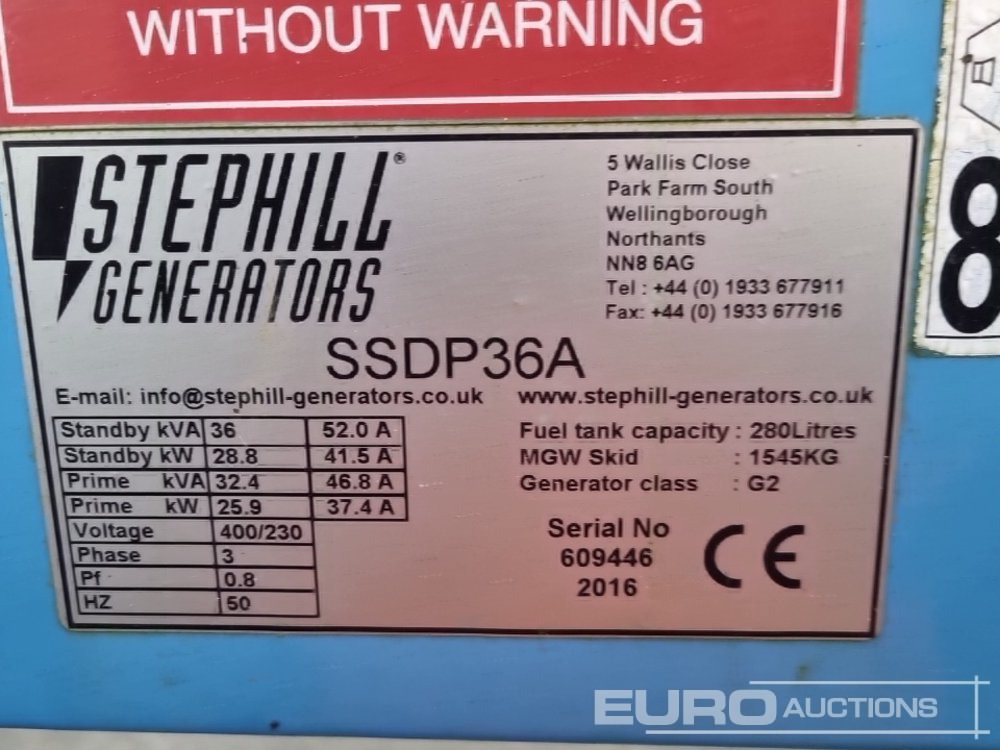 WITHOUT WARNING
STEPHILL®
GENERATORS
5 Wallis Close
Park Farm South
Wellingborough
Northants
NN8 6AG
Tel : +44 (0) 1933 677911
Fax: +44 (0) 1933 677916
SSDP36A
E-mail: info@stephill-generators.co.uk www.stephill-generators.co.uk
Standby kVA 36 52.0 A
Standby kW 28.8 41.5 A
Prime kVA 32.4 46.8 A
Prime kW 25.9 37.4 A
Voltage 400/230
Phase 3
Pf 0.8
HZ 50
Fuel tank capacity : 280Litres
MGW Skid : 1545KG
Generator class : G2
Serial No
609446
2016
CE
8
EURO AUCTIONS